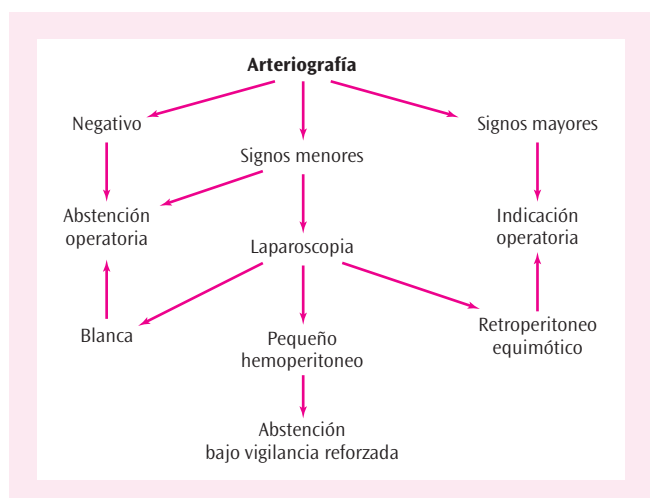 Arteriografía
Negativo
Signos mayores
Signos menores
Abstención
operatoria
Indicación
operatoria
Laparoscopia
Blanca
Pequeño
hemoperitoneo
Retroperitoneo
equimótico
Abstención
bajo vigilancia reforzada